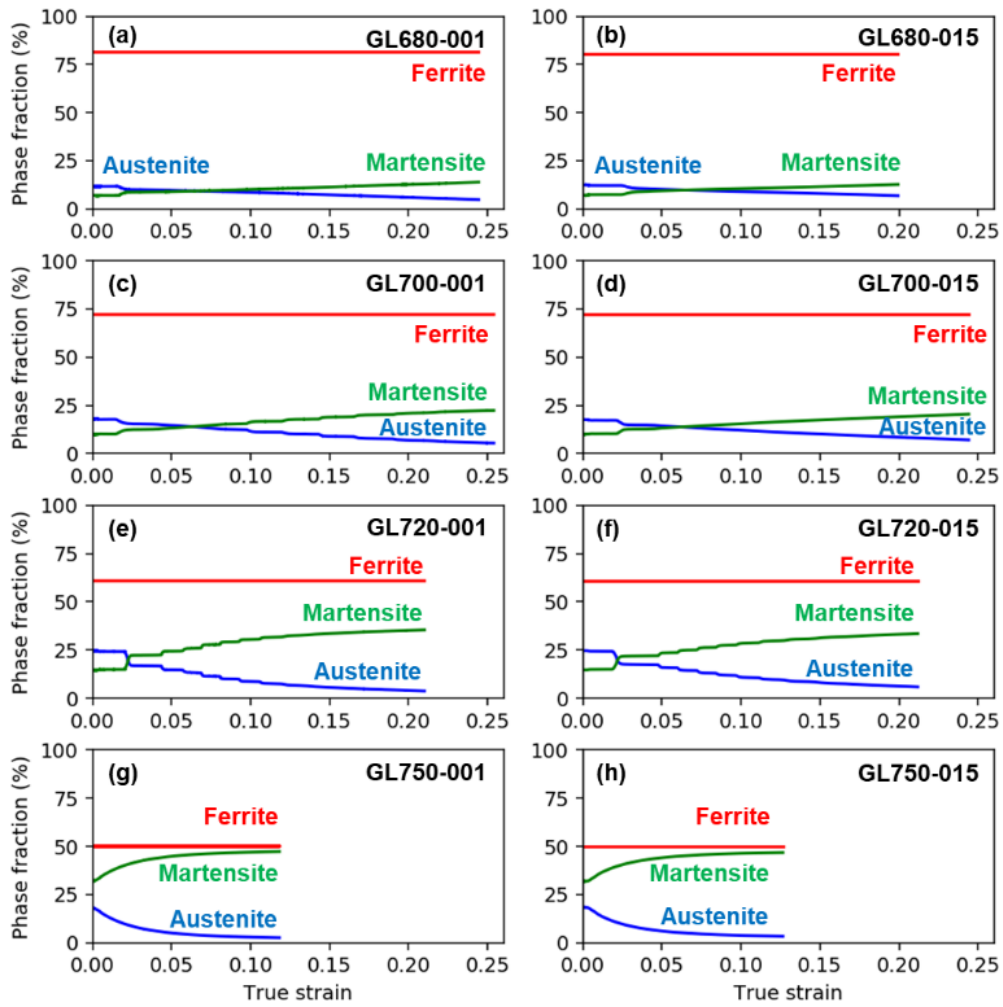 (a) GL680-001
Ferrite
Austenite
Martensite
Phase fraction (%)
100
75
50
25
0
0.00 0.05 0.10 0.15 0.20 0.25
(b) GL680-015
Ferrite
Austenite
Martensite
100
75
50
25
0
0.00 0.05 0.10 0.15 0.20 0.25
(c) GL700-001
Ferrite
Martensite
Austenite
Phase fraction (%)
100
75
50
25
0
0.00 0.05 0.10 0.15 0.20 0.25
(d) GL700-015
Ferrite
Martensite
Austenite
100
75
50
25
0
0.00 0.05 0.10 0.15 0.20 0.25
(e) GL720-001
Ferrite
Martensite
Austenite
Phase fraction (%)
100
75
50
25
0
0.00 0.05 0.10 0.15 0.20 0.25
(f) GL720-015
Ferrite
Martensite
Austenite
100
75
50
25
0
0.00 0.05 0.10 0.15 0.20 0.25
(g) GL750-001
Ferrite
Martensite
Austenite
Phase fraction (%)
100
75
50
25
0
0.00 0.05 0.10 0.15 0.20 0.25
True strain
(h) GL750-015
Ferrite
Martensite
Austenite
100
75
50
25
0
0.00 0.05 0.10 0.15 0.20 0.25
True strain